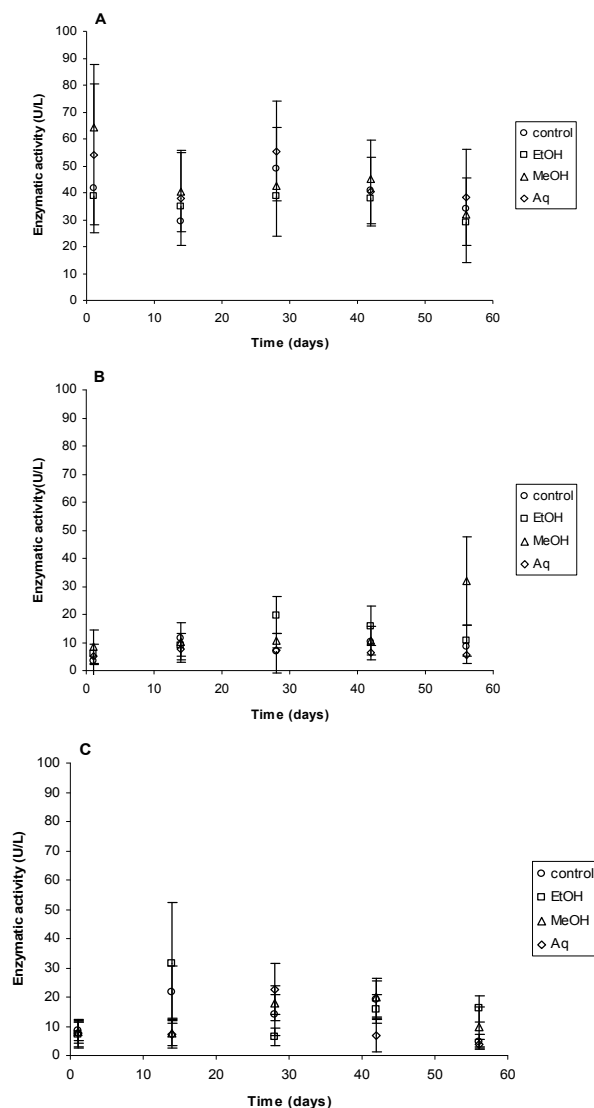 A
Enzymatic activity (U/L)
100
90
80
70
60
50
40
30
20
10
0
0 10 20 30 40 50 60
Time (days)
control
EtOH
MeOH
Aq
B
Enzymatic activity(U/L)
100
90
80
70
60
50
40
30
20
10
0
0 10 20 30 40 50 60
Time (days)
control
EtOH
MeOH
Aq
C
Enzymatic activity (U/L)
100
90
80
70
60
50
40
30
20
10
0
0 20 40 60
Time (days)
control
EtOH
MeOH
Aq